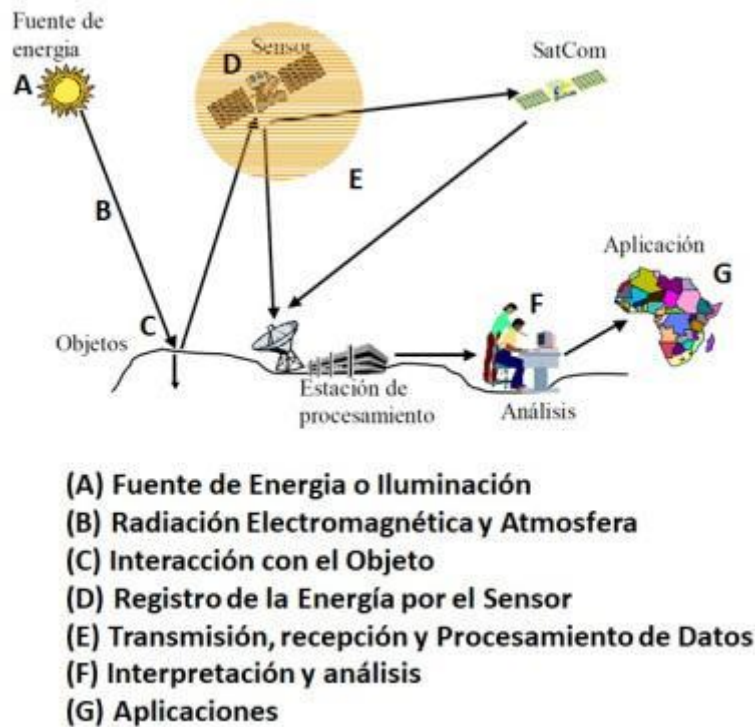 Fuente de
energía
A
D
Sensor
SatCom
E
B
Aplicación
G
F
C
Objetos
Estación de
procesamiento
Análisis
(A) Fuente de Energia o Iluminación
(B) Radiación Electromagnética y Atmosfera
(C) Interacción con el Objeto
(D) Registro de la Energía por el Sensor
(E) Transmisión, recepción y Procesamiento de Datos
(F) Interpretación y análisis
(G) Aplicaciones